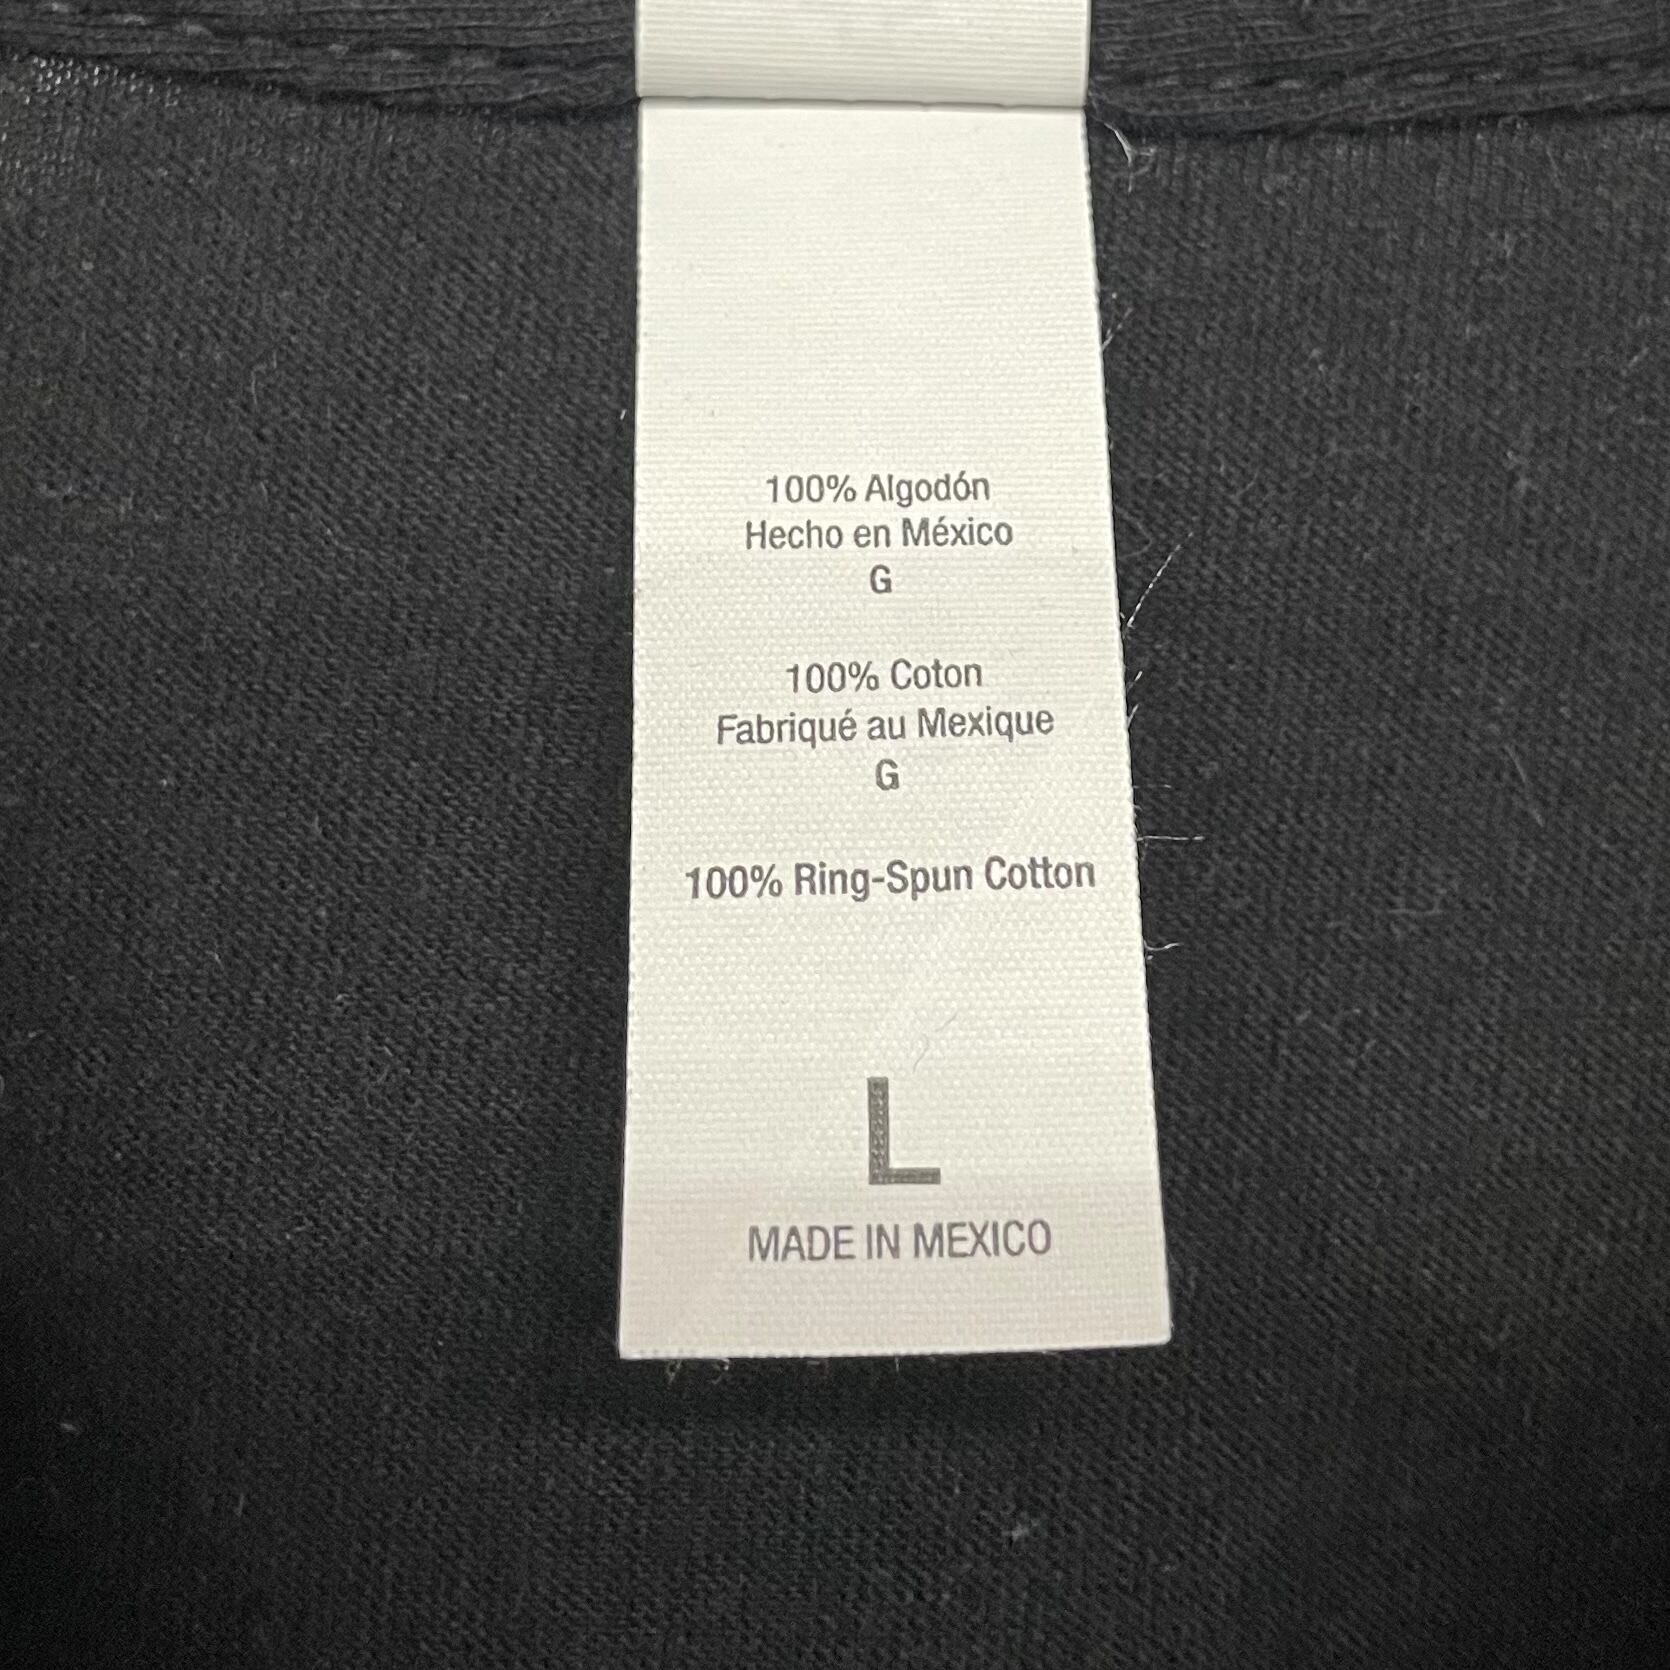 100% Algodón
Hecho en México
G
100% Coton
Fabriqué au Mexique
G
100% Ring-Spun Cotton
L
MADE IN MEXICO